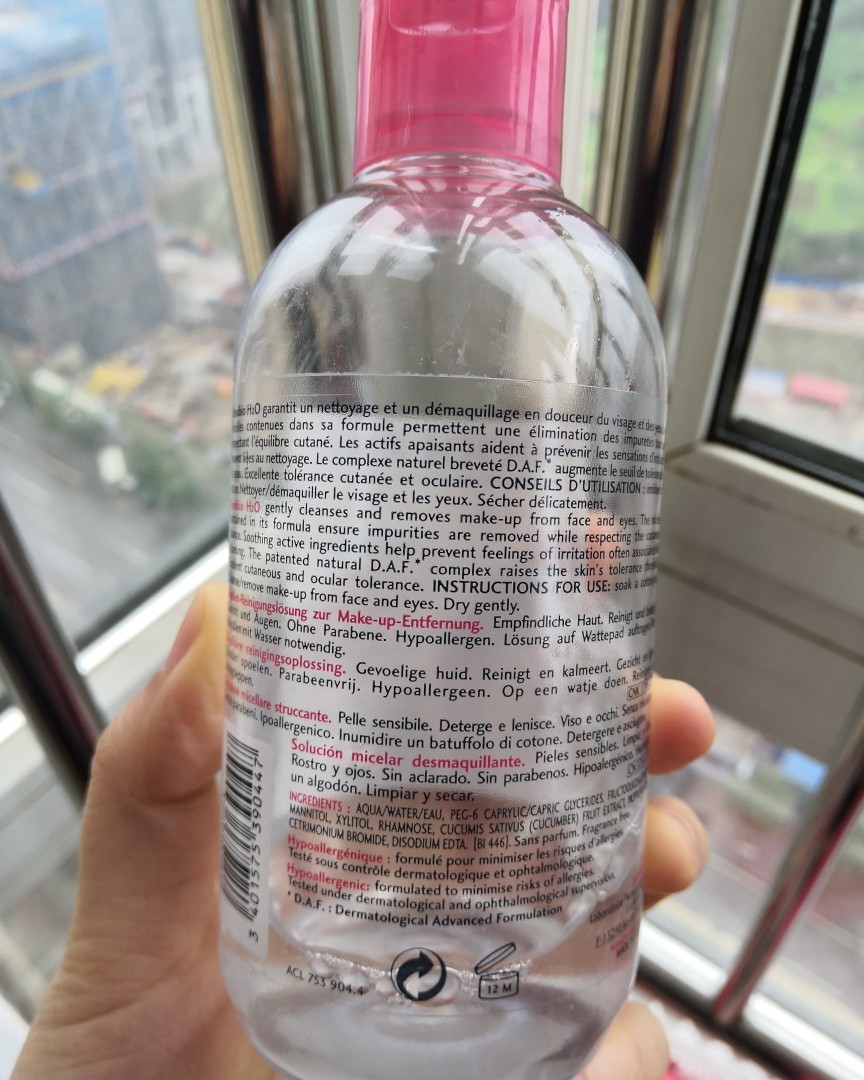 H₂O garantit un nettoyage et un démaquillage en douceur du visage et des
contenues dans sa formule permettent une élimination des impuretés
l'équilibre cutané. Les actifs apaisants aident à prévenir les sensations
liées au nettoyage. Le complexe naturel breveté D.A.F.* augmente le seuil de
Excellente tolérance cutanée et oculaire. CONSEILS D'UTILISATION :
Nettoyer/démaquiller le visage et les yeux. Sécher délicatement.
H₂O gently cleanses and removes make-up from face and eyes. The
in its formula ensure impurities are removed while respecting the
Soothing active ingredients help prevent feelings of irritation often
The patented natural D.A.F.* complex raises the skin's tolerance
cutaneous and ocular tolerance. INSTRUCTIONS FOR USE: soak a
make-up from face and eyes. Dry gently.
zur Make-up-Entfernung. Empfindliche Haut. Reinigt und
und Augen. Ohne Parabene. Hypoallergen. Lösung auf Wattepad
mit Wasser notwendig.
reinigingsoplossing. Gevoelige huid. Reinigt en kalmeert. Gezicht en
spoelen. Parabeenvrij. Hypoallergeen. Op een watje doen.
micellare struccante. Pelle sensibile. Deterge e lenisce. Viso e occhi. Senza
Ipoallergenico. Inumidire un batuffolo di cotone. Detergere e
Solución micelar desmaquillante. Pieles sensibles. Limpia
Rostro y ojos. Sin aclarado. Sin parabenos. Hipoalergénico.
un algodón. Limpiar y secar.
INGREDIENTS : AQUA/WATER/EAU, PEG-6 CAPRYLIC/CAPRIC GLYCERIDES,
MANNITOL, XYLITOL, RHAMNOSE, CUCUMIS SATIVUS (CUCUMBER) FRUIT EXTRACT,
CETRIMONIUM BROMIDE, DISODIUM EDTA. [BI 446]. Sans parfum. Fragrance free.
Hypoallergénique : formulé pour minimiser les risques d'allergies.
Testé sous contrôle dermatologique et ophtalmologique.
Hypoallergenic: formulated to minimise risks of allergies.
Tested under dermatological and ophthalmological supervision.
* D.A.F. : Dermatological Advanced Formulation
3 401575 390447
ACL 753 904.4
12 M